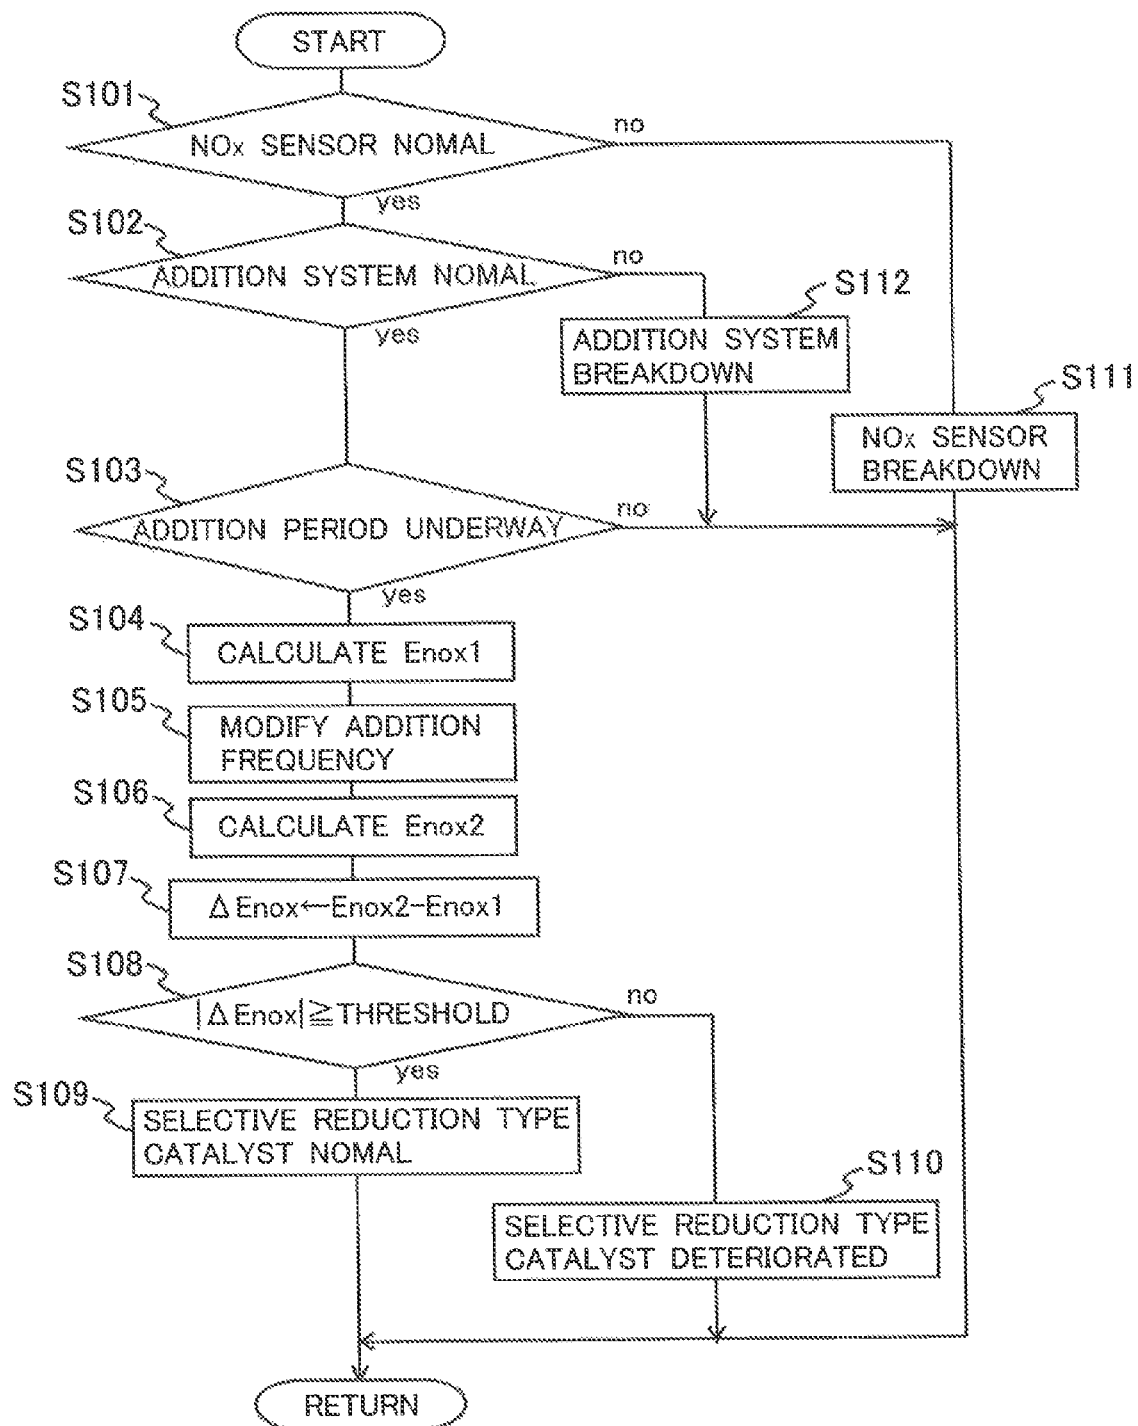 START
S101
NOx SENSOR NOMAL
no
yes
S102
ADDITION SYSTEM NOMAL
no
yes
S112
ADDITION SYSTEM
BREAKDOWN
S111
NOx SENSOR
BREAKDOWN
S103
ADDITION PERIOD UNDERWAY
no
yes
S104
CALCULATE Enox1
S105
MODIFY ADDITION
FREQUENCY
S106
CALCULATE Enox2
S107
Δ Enox←Enox2-Enox1
S108
|Δ Enox|≧THRESHOLD
no
yes
S109
SELECTIVE REDUCTION TYPE
CATALYST NOMAL
S110
SELECTIVE REDUCTION TYPE
CATALYST DETERIORATED
RETURN